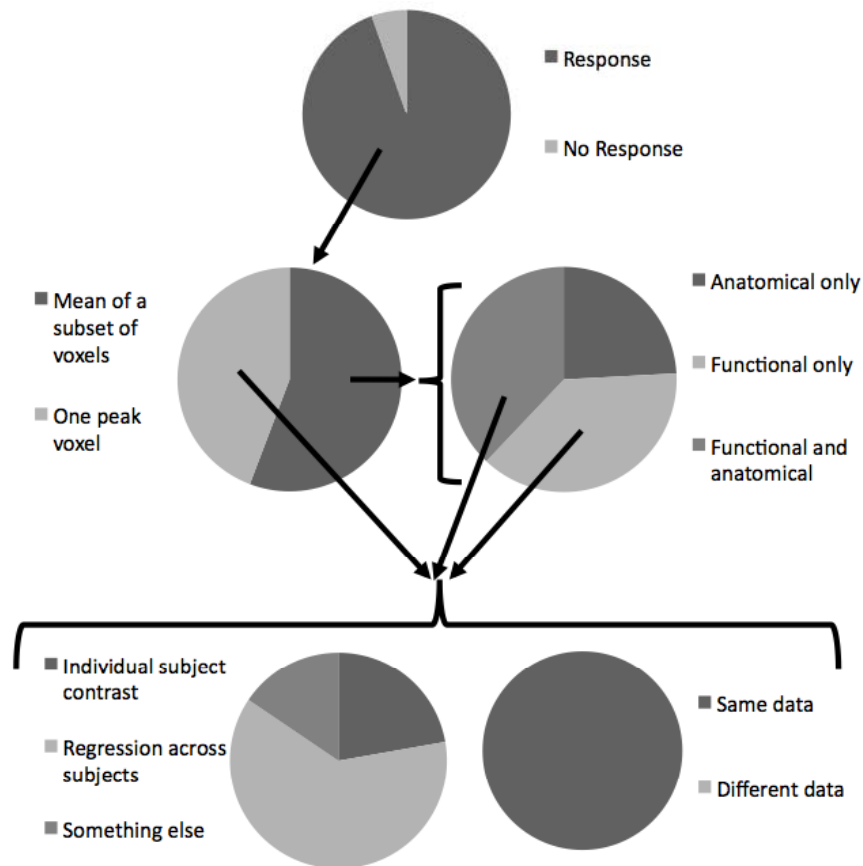 Response
No Response
Mean of a
subset of
voxels
One peak
voxel
Anatomical only
Functional only
Functional and
anatomical
Individual subject
contrast
Regression across
subjects
Something else
Same data
Different data